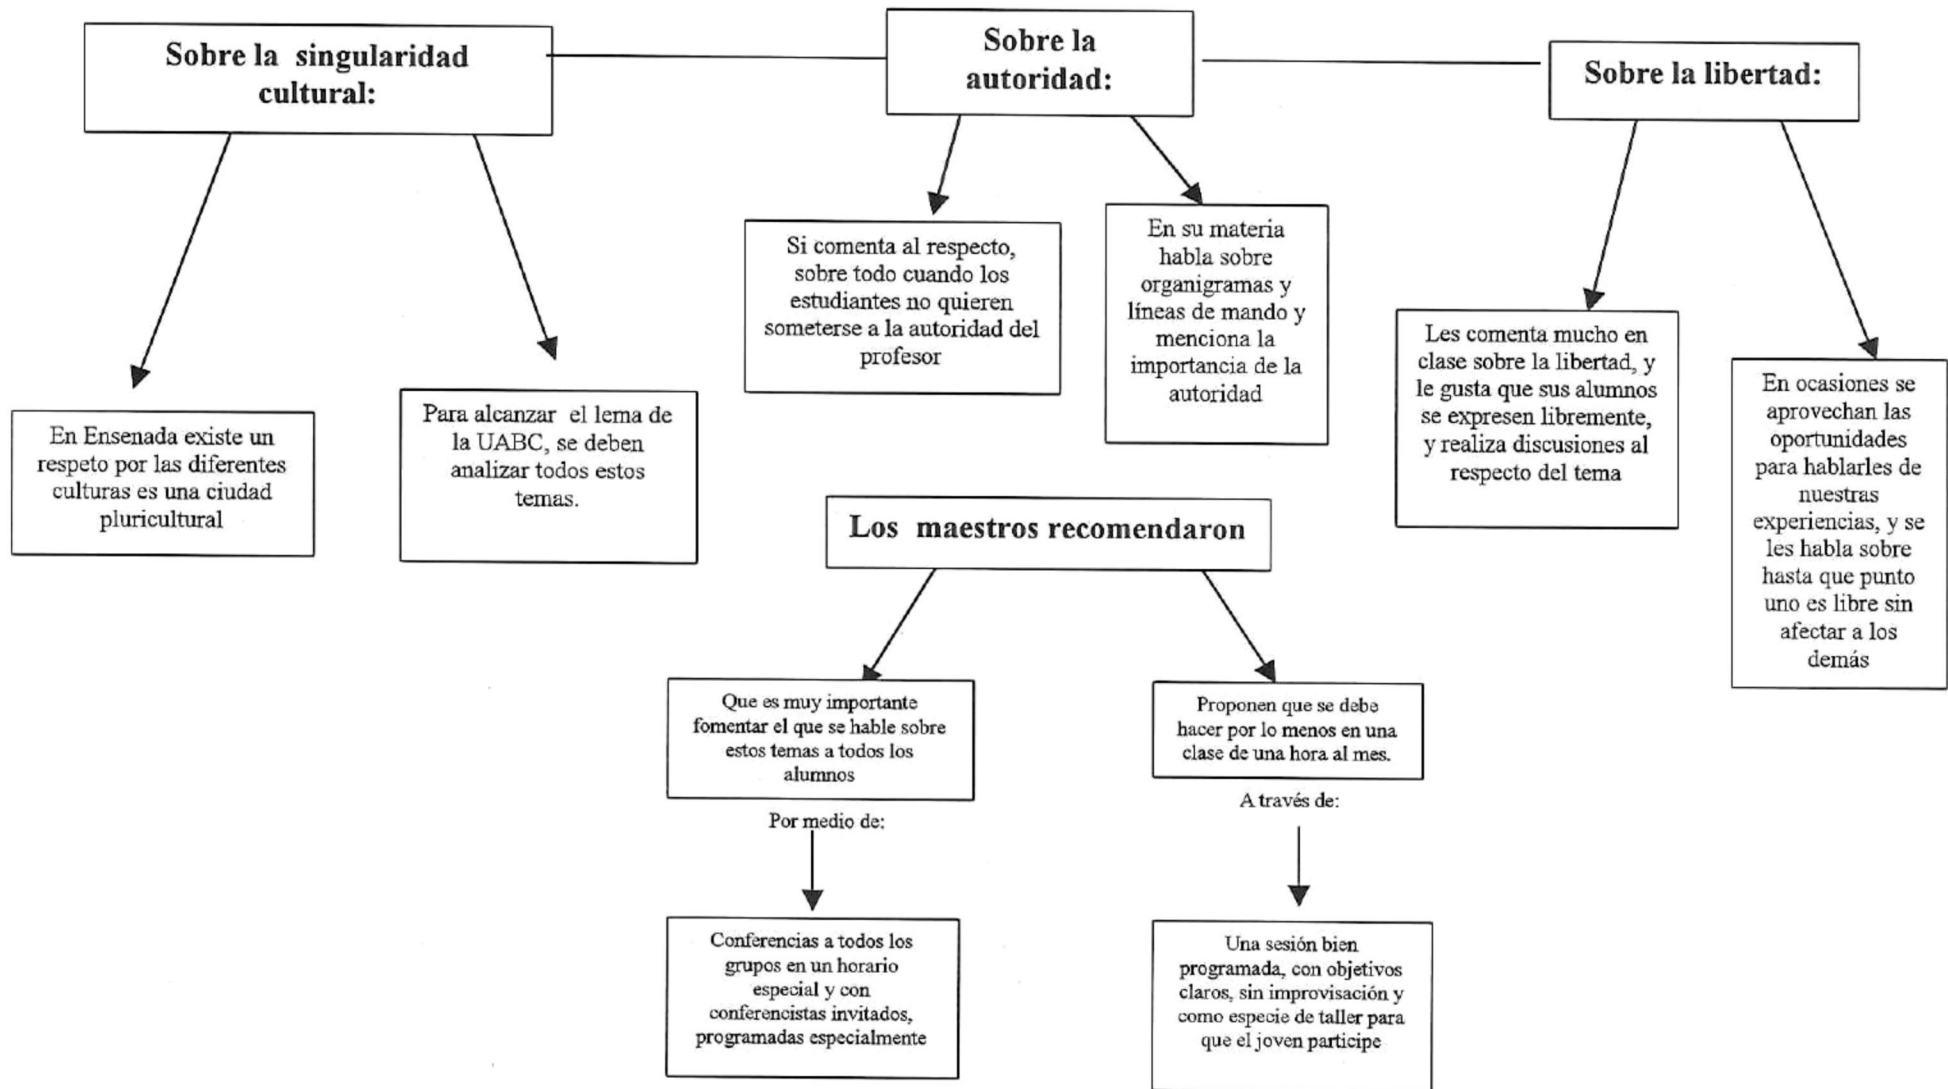 Sobre la singularidad
cultural:
Sobre la
autoridad:
Sobre la libertad:
En Ensenada existe un
respeto por las diferentes
culturas es una ciudad
pluricultural
Para alcanzar el lema de
la UABC, se deben
analizar todos estos
temas.
Si comenta al respecto,
sobre todo cuando los
estudiantes no quieren
someterse a la autoridad del
profesor
En su materia
habla sobre
organigramas y
líneas de mando y
menciona la
importancia de la
autoridad
Les comenta mucho en
clase sobre la libertad, y
le gusta que sus alumnos
se expresen libremente,
y realiza discusiones al
respecto del tema
En ocasiones se
aprovechan las
oportunidades
para hablarles de
nuestras
experiencias, y se
les habla sobre
hasta que punto
uno es libre sin
afectar a los
demás
Los maestros recomendaron
Que es muy importante
fomentar el que se hable sobre
estos temas a todos los
alumnos
Por medio de:
Conferencias a todos los
grupos en un horario
especial y con
conferencistas invitados,
programadas especialmente
Proponen que se debe
hacer por lo menos en una
clase de una hora al mes.
A través de:
Una sesión bien
programada, con objetivos
claros, sin improvisación y
como especie de taller para
que el joven participe